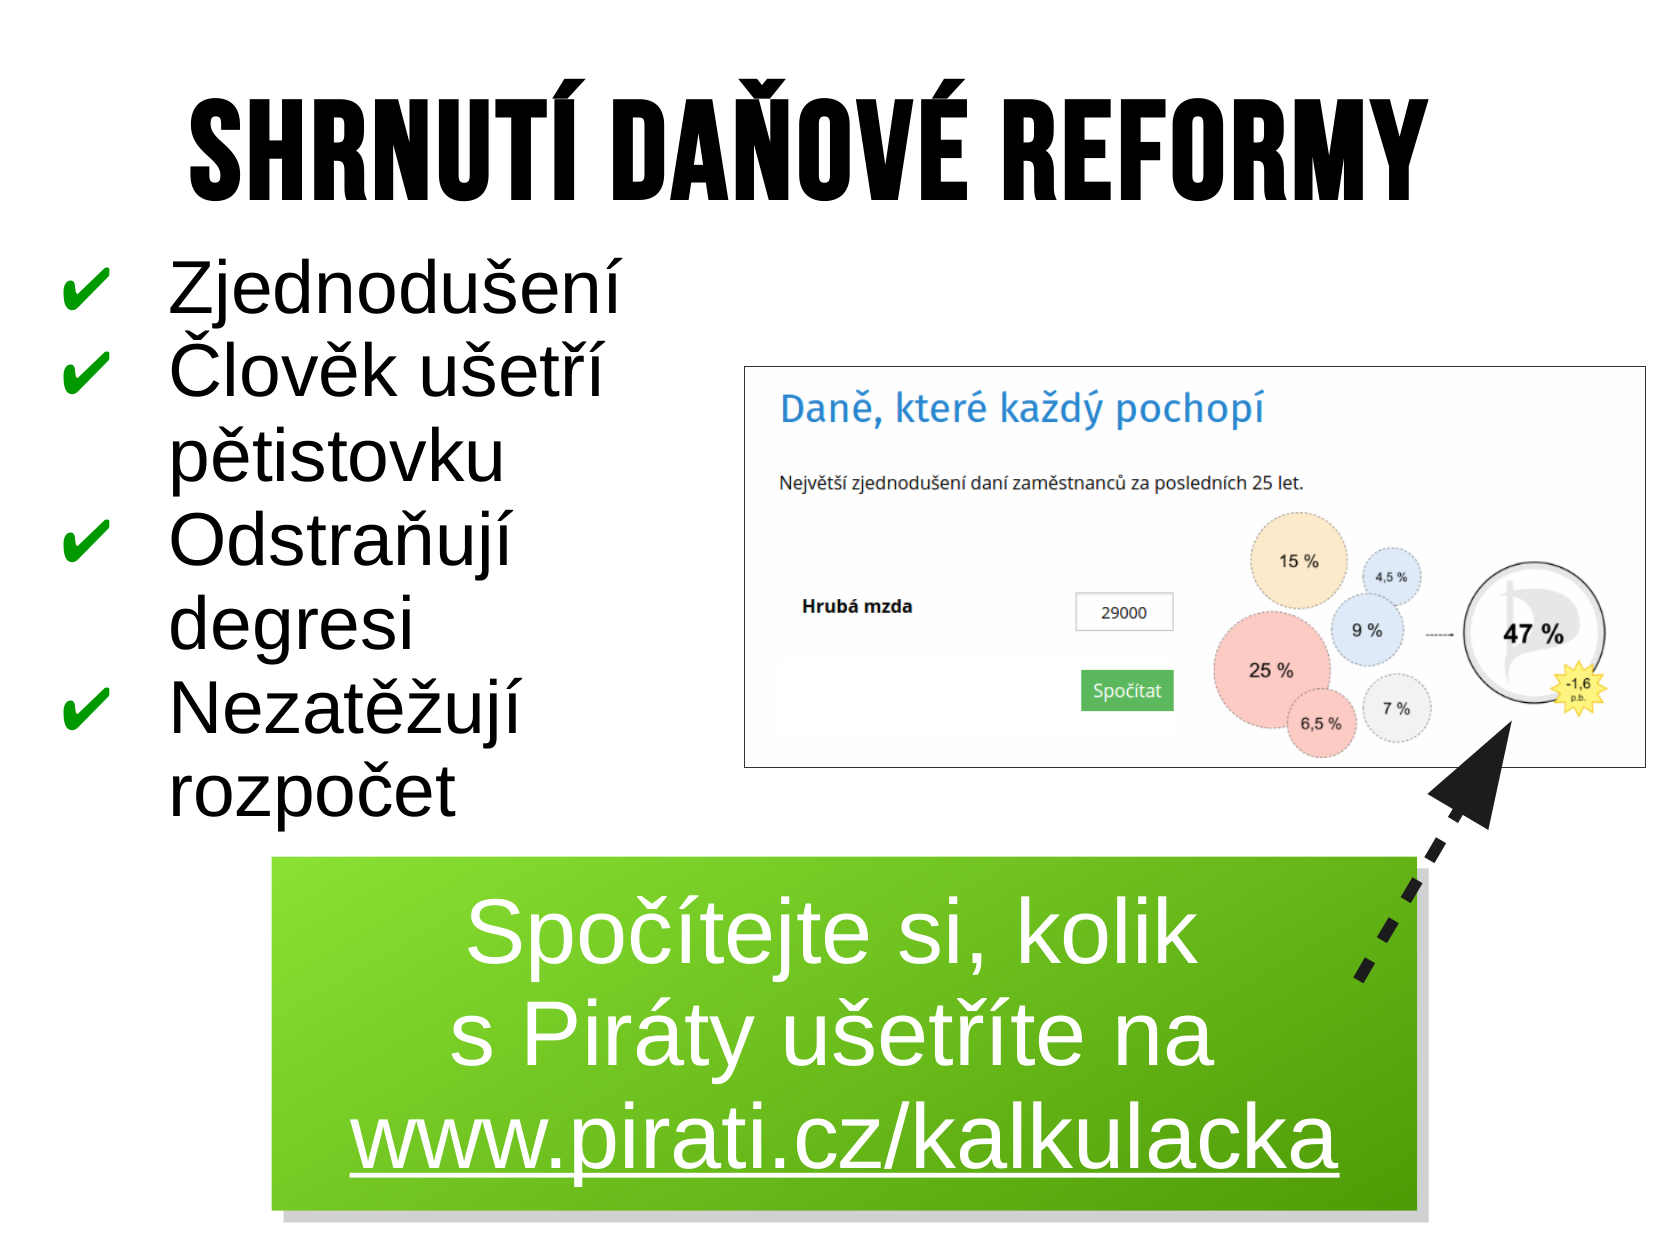 SHRNUTÍ DAŇOVÉ REFORMY
✔ Zjednodušení
✔ Člověk ušetří
pětistovku
✔ Odstraňují
degresi
✔ Nezatěžují
rozpočet
Daně, které každý pochopí
Největší zjednodušení daní zaměstnanců za posledních 25 let.
Hrubá mzda
29000
Spočítat
15 %
4,5 %
9 %
25 %
6,5 %
7 %
47 %
-1,6
p.b.
Spočítejte si, kolik
s Piráty ušetříte na
www.pirati.cz/kalkulacka